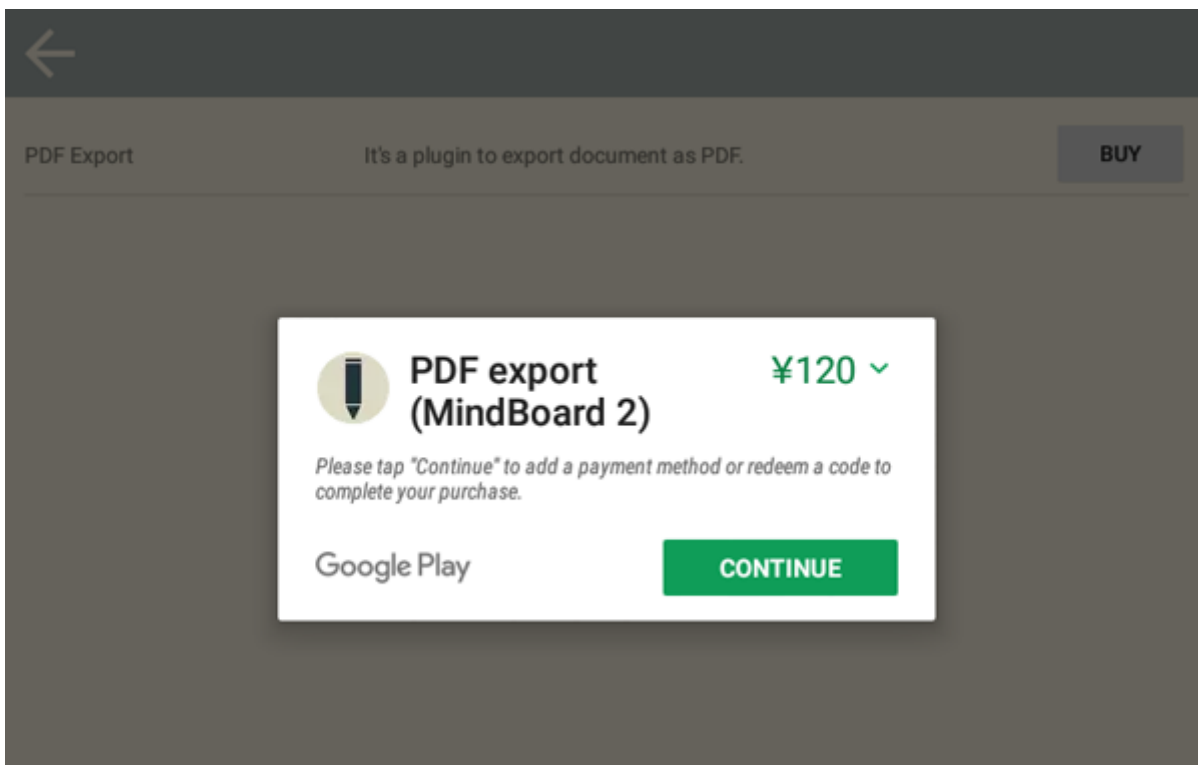 PDF Export It's a plugin to export document as PDF. BUY
PDF export ¥120
(MindBoard 2)
Please tap "Continue" to add a payment method or redeem a code to
complete your purchase.
Google Play CONTINUE